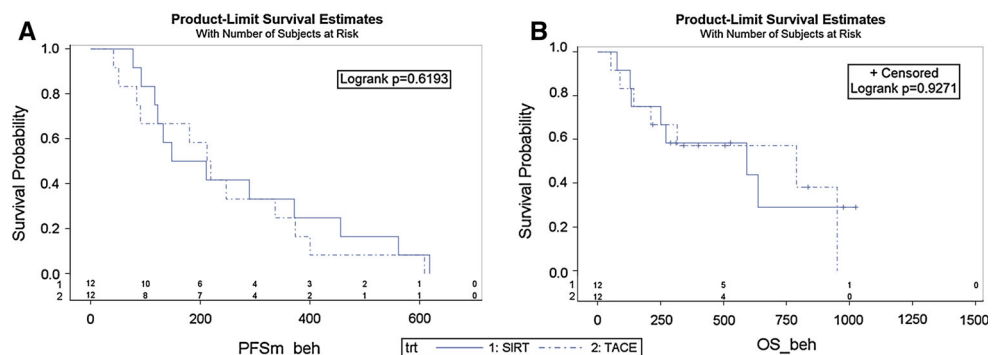 A
Product-Limit Survival Estimates
With Number of Subjects at Risk
Logrank p=0.6193
Survival Probability
1.0
0.8
0.6
0.4
0.2
0.0
1 12 10 6 4 3 2 1 0
2 12 8 7 4 2 1 1 0
0 200 400 600
PFSm_beh
B
Product-Limit Survival Estimates
With Number of Subjects at Risk
+ Censored
Logrank p=0.9271
Survival Probability
1.0
0.8
0.6
0.4
0.2
0.0
1 12 5 1 0
2 12 4 0
0 250 500 750 1000 1250 1500
OS_beh
trt 1: SIRT 2: TACE